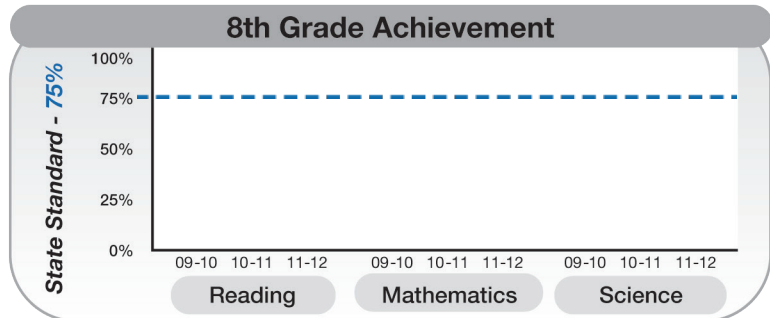 8th Grade Achievement
State Standard - 75%
100%
75%
50%
25%
0%
09-10 10-11 11-12 09-10 10-11 11-12 09-10 10-11 11-12
Reading Mathematics Science